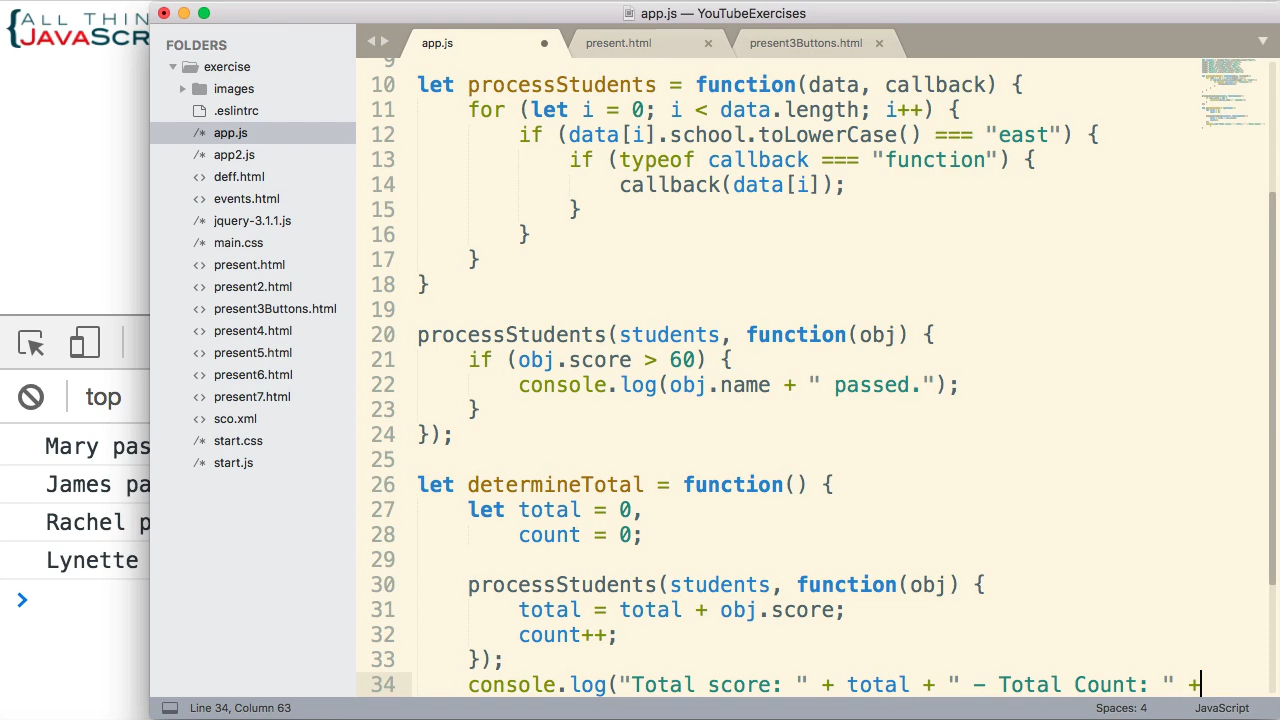 ALL THIN
JAVASCR
app.js — YouTubeExercises
FOLDERS
exercise
images
.eslintrc
/* app.js
/* app2.js
<> deff.html
<> events.html
/* jquery-3.1.1.js
/* main.css
<> present.html
<> present2.html
<> present3Buttons.html
<> present4.html
<> present5.html
<> present6.html
<> present7.html
<> sco.xml
/* start.css
/* start.js
app.js
present.html
present3Buttons.html
9
10 let processStudents = function(data, callback) {
11 for (let i = 0; i < data.length; i++) {
12 if (data[i].school.toLowerCase() === "east") {
13 if (typeof callback === "function") {
14 callback(data[i]);
15 }
16 }
17 }
18 }
19
20 processStudents(students, function(obj) {
21 if (obj.score > 60) {
22 console.log(obj.name + " passed.");
23 }
24 });
25
26 let determineTotal = function() {
27 let total = 0,
28 count = 0;
29
30 processStudents(students, function(obj) {
31 total = total + obj.score;
32 count++;
33 });
34 console.log("Total score: " + total + " - Total Count: " +
top
Mary pas
James pa
Rachel p
Lynette
Line 34, Column 63
Spaces: 4
JavaScript